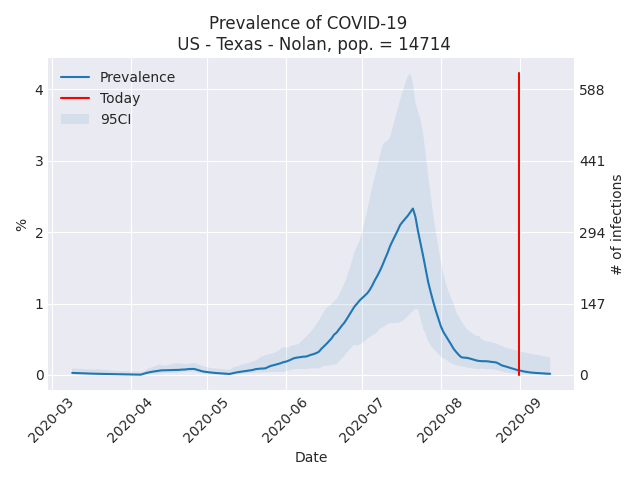 Prevalence of COVID-19
US - Texas - Nolan, pop. = 14714
Prevalence
Today
95CI
4
3
2
1
0
%
588
441
294
147
0
# of infections
2020-03
2020-04
2020-05
2020-06
2020-07
2020-08
2020-09
Date